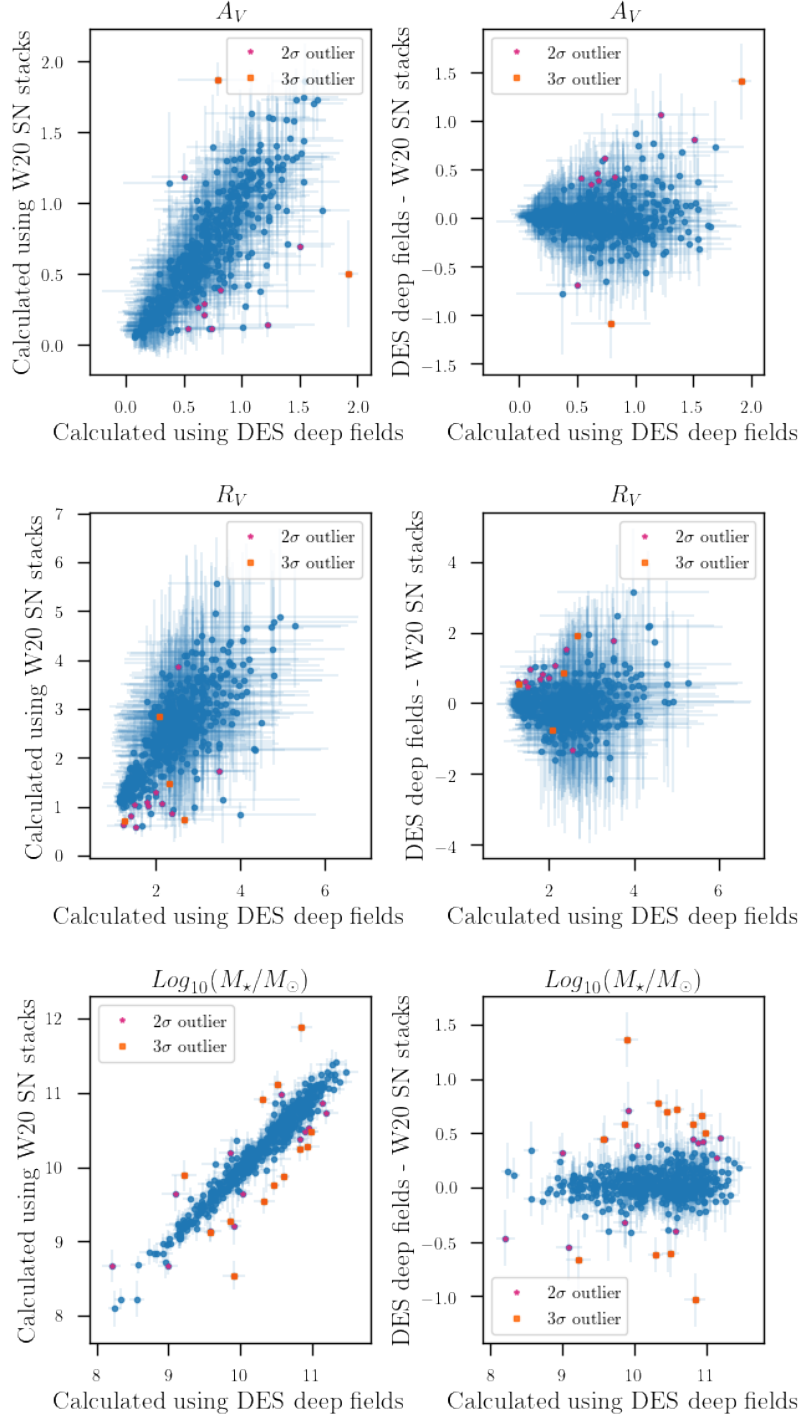 $A_V$
2σ outlier
3σ outlier
Calculated using W20 SN stacks
2.0
1.5
1.0
0.5
0.0
0.0 0.5 1.0 1.5 2.0
Calculated using DES deep fields
$A_V$
2σ outlier
3σ outlier
DES deep fields - W20 SN stacks
1.5
1.0
0.5
0.0
−0.5
−1.0
−1.5
0.0 0.5 1.0 1.5 2.0
Calculated using DES deep fields
$R_V$
2σ outlier
3σ outlier
Calculated using W20 SN stacks
7
6
5
4
3
2
1
0
2 4 6
Calculated using DES deep fields
$R_V$
2σ outlier
3σ outlier
DES deep fields - W20 SN stacks
4
2
0
−2
−4
2 4 6
Calculated using DES deep fields
$Log_{10}(M_\star/M_\odot)$
2σ outlier
3σ outlier
Calculated using W20 SN stacks
12
11
10
9
8
8 9 10 11
Calculated using DES deep fields
$Log_{10}(M_\star/M_\odot)$
2σ outlier
3σ outlier
DES deep fields - W20 SN stacks
1.5
1.0
0.5
0.0
−0.5
−1.0
8 9 10 11
Calculated using DES deep fields